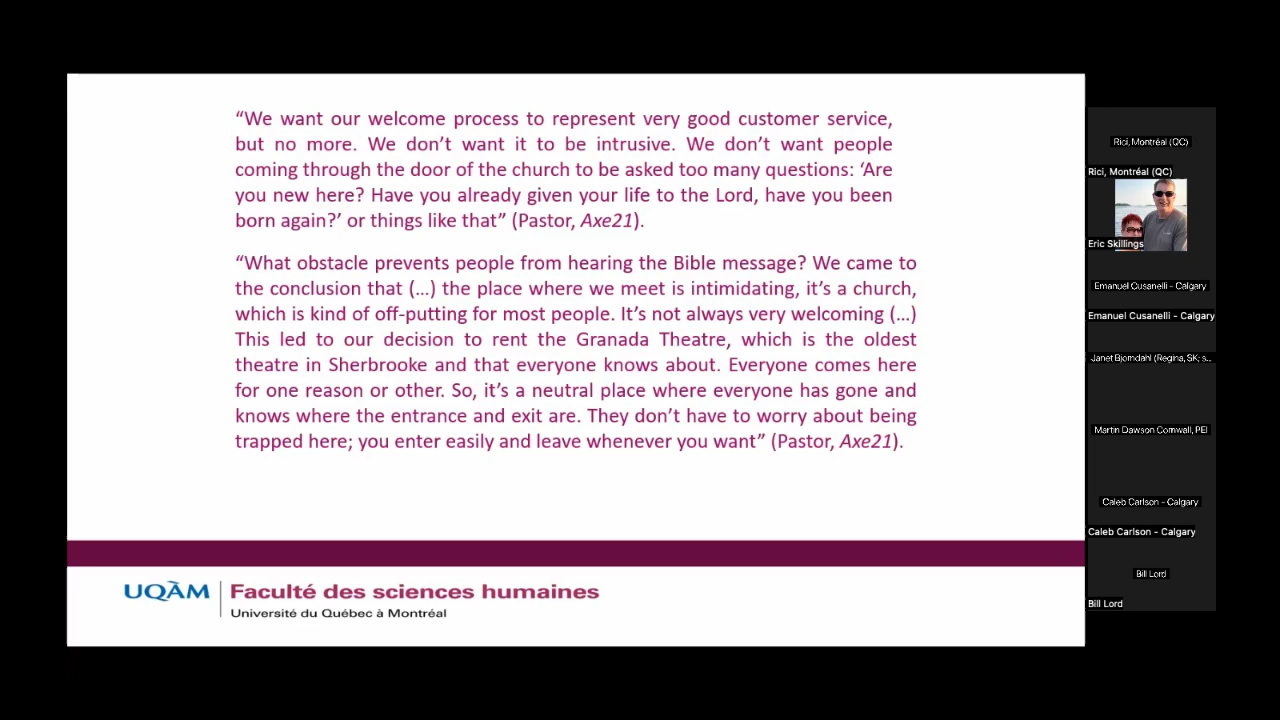 “We want our welcome process to represent very good customer service,
but no more. We don’t want it to be intrusive. We don’t want people
coming through the door of the church to be asked too many questions: ‘Are
you new here? Have you already given your life to the Lord, have you been
born again?’ or things like that” (Pastor, Axe21).
“What obstacle prevents people from hearing the Bible message? We came to
the conclusion that (…) the place where we meet is intimidating, it’s a church,
which is kind of off-putting for most people. It’s not always very welcoming (…)
This led to our decision to rent the Granada Theatre, which is the oldest
theatre in Sherbrooke and that everyone knows about. Everyone comes here
for one reason or other. So, it’s a neutral place where everyone has gone and
knows where the entrance and exit are. They don’t have to worry about being
trapped here; you enter easily and leave whenever you want” (Pastor, Axe21).
UQÀM
Faculté des sciences humaines
Université du Québec à Montréal
Rici, Montréal (QC)
Rici, Montréal (QC)
Eric Skillings
Emanuel Cusanelli - Calgary
Emanuel Cusanelli - Calgary
Janet Bjorndahl (Regina, SK; s...
Martin Dawson Cornwall, PEI
Caleb Carlson - Calgary
Caleb Carlson - Calgary
Bill Lord
Bill Lord